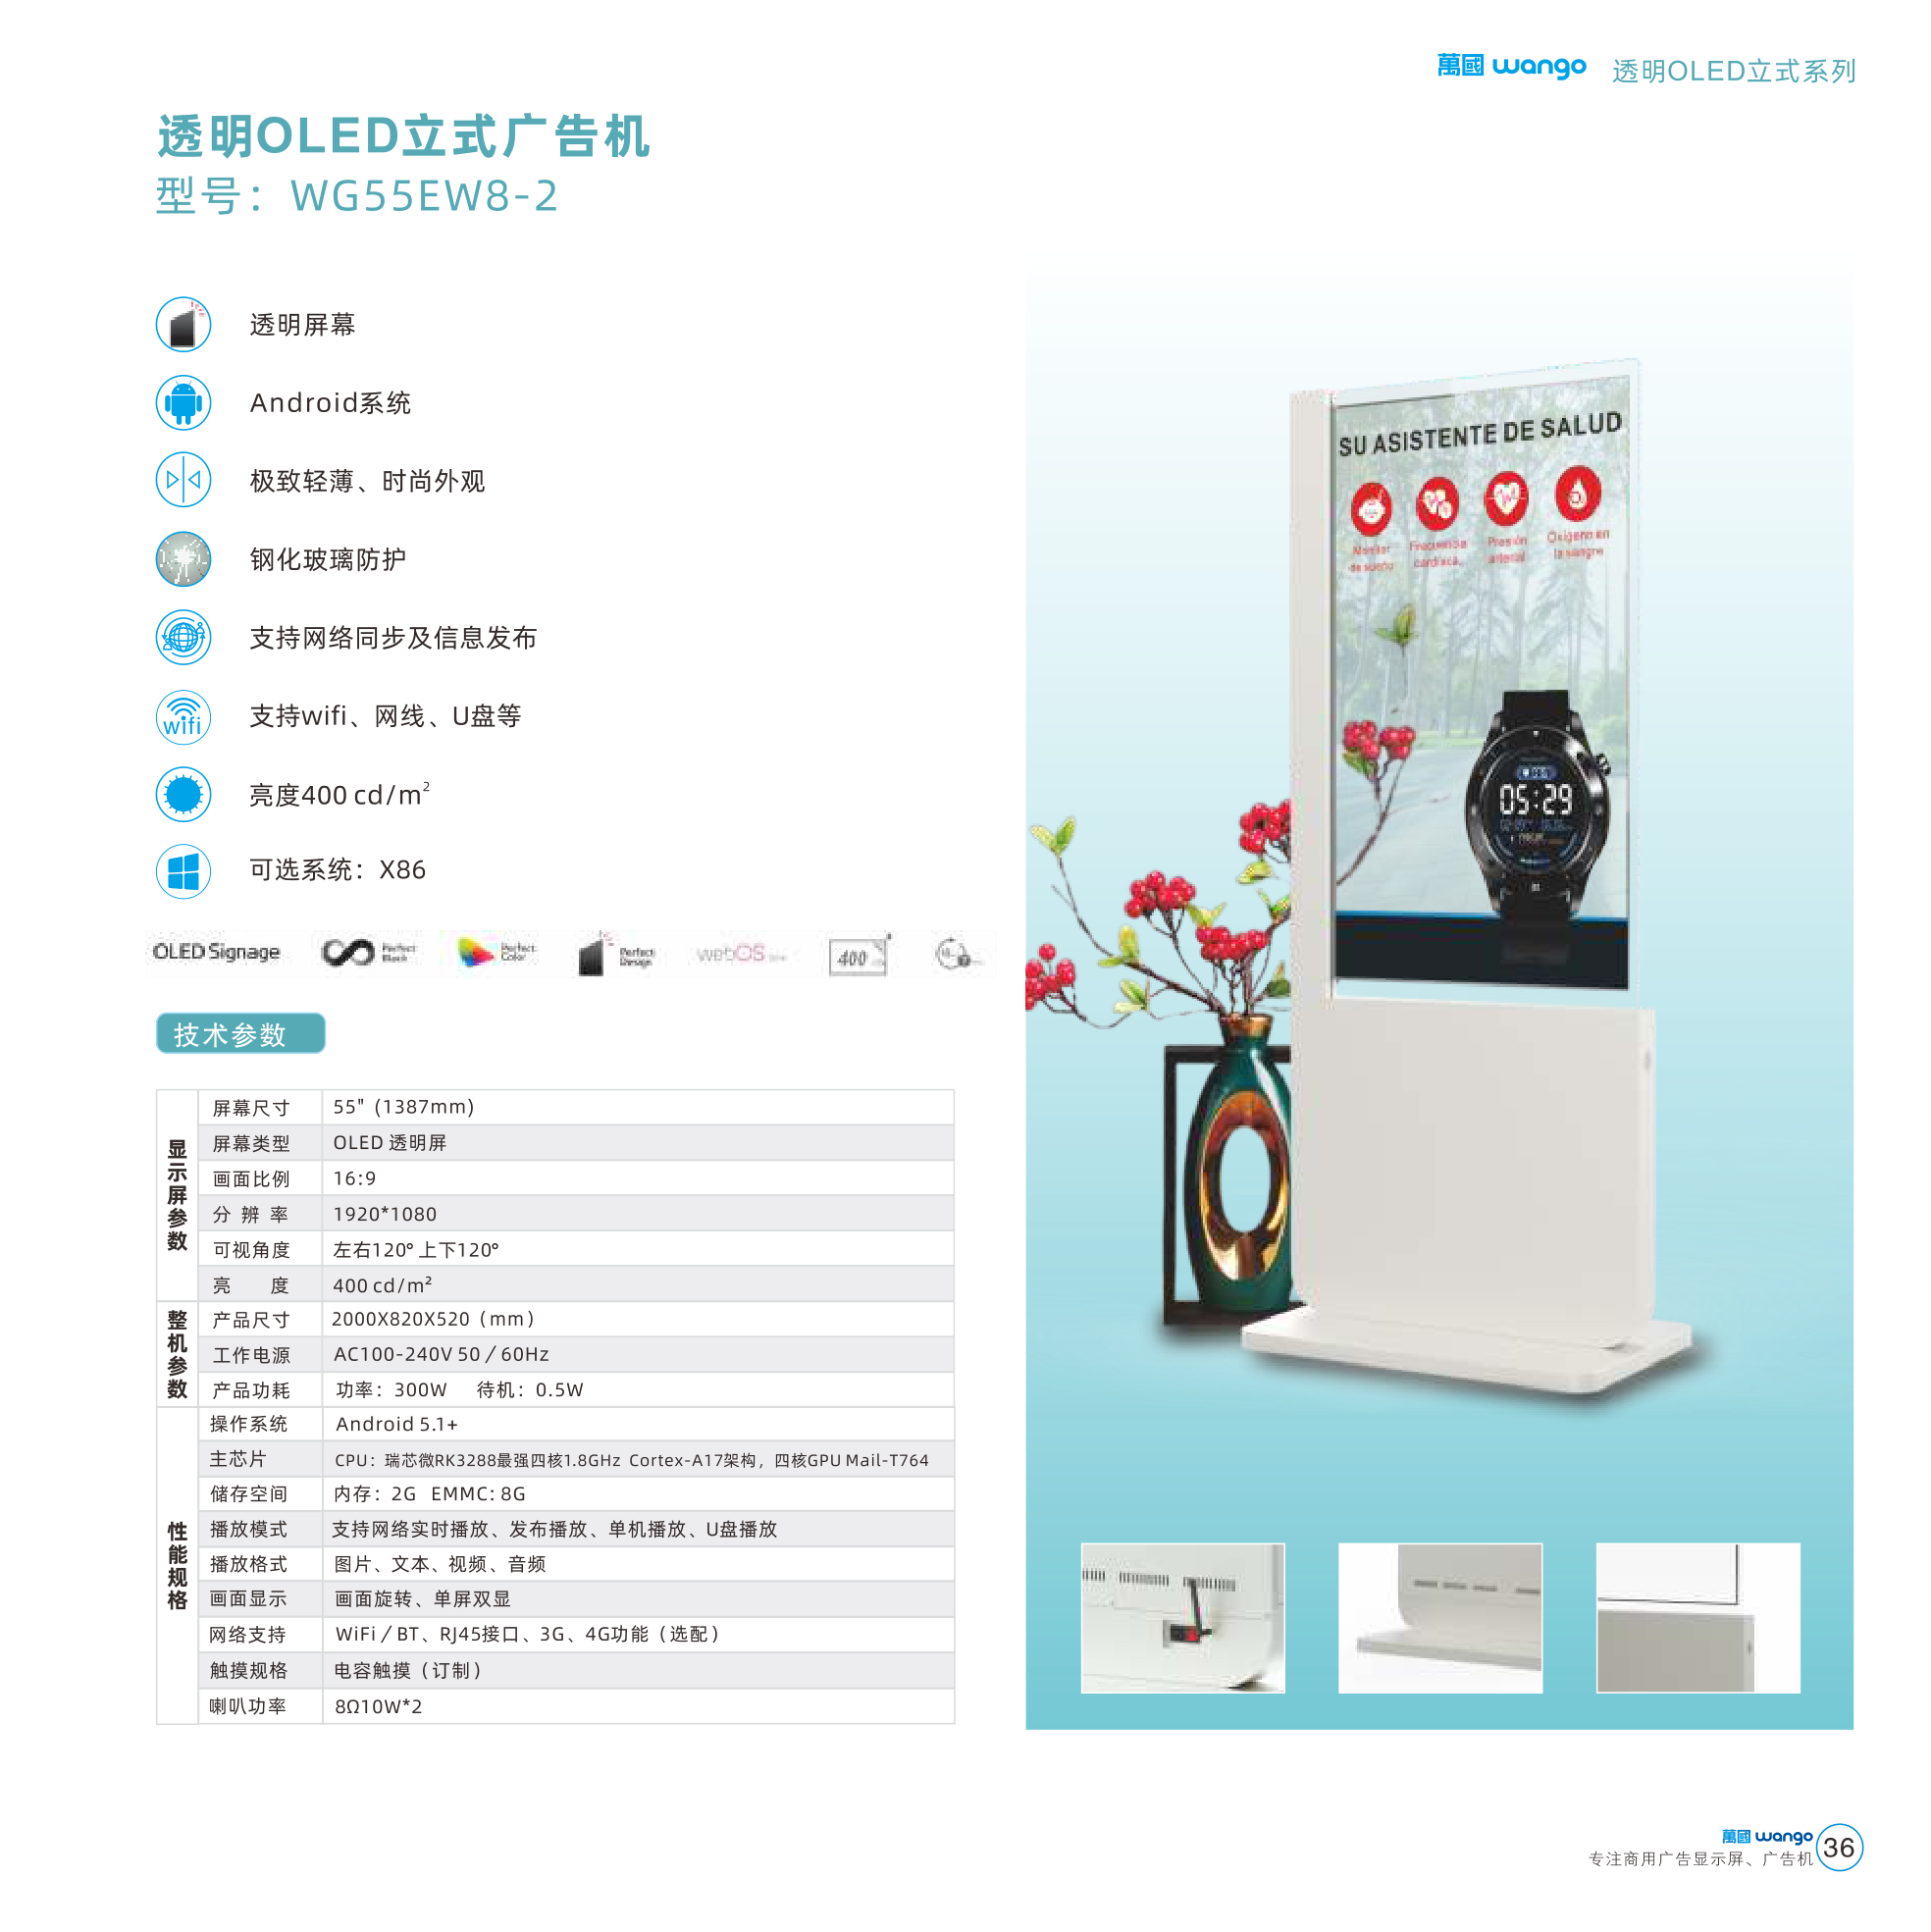 萬國 wango 透明OLED立式系列
透明OLED立式广告机
型号：WG55EW8-2
透明屏幕
Android系统
极致轻薄、时尚外观
钢化玻璃防护
支持网络同步及信息发布
wifi
支持wifi、网线、U盘等
亮度400 cd/m²
可选系统：X86
OLED Signage Perfect Black Perfect Color Perfect Design webOS 400
技术参数
显示屏参数
屏幕尺寸 55" (1387mm)
屏幕类型 OLED 透明屏
画面比例 16:9
分 辨 率 1920*1080
可视角度 左右120° 上下120°
亮 度 400 cd/m²
整机参数
产品尺寸 2000X820X520（mm）
工作电源 AC100-240V 50／60Hz
产品功耗 功率：300W 待机：0.5W
性能规格
操作系统 Android 5.1+
主芯片 CPU：瑞芯微RK3288最强四核1.8GHz Cortex-A17架构，四核GPU Mail-T764
储存空间 内存：2G EMMC: 8G
播放模式 支持网络实时播放、发布播放、单机播放、U盘播放
播放格式 图片、文本、视频、音频
画面显示 画面旋转、单屏双显
网络支持 WiFi／BT、RJ45接口、3G、4G功能（选配）
触摸规格 电容触摸（订制）
喇叭功率 8Ω10W*2
SU ASISTENTE DE SALUD
Monitor de sueño
Frecuencia cardíaca
Presión arterial
Oxígeno en la sangre
05:29
萬國 wango
专注商用广告显示屏、广告机
36